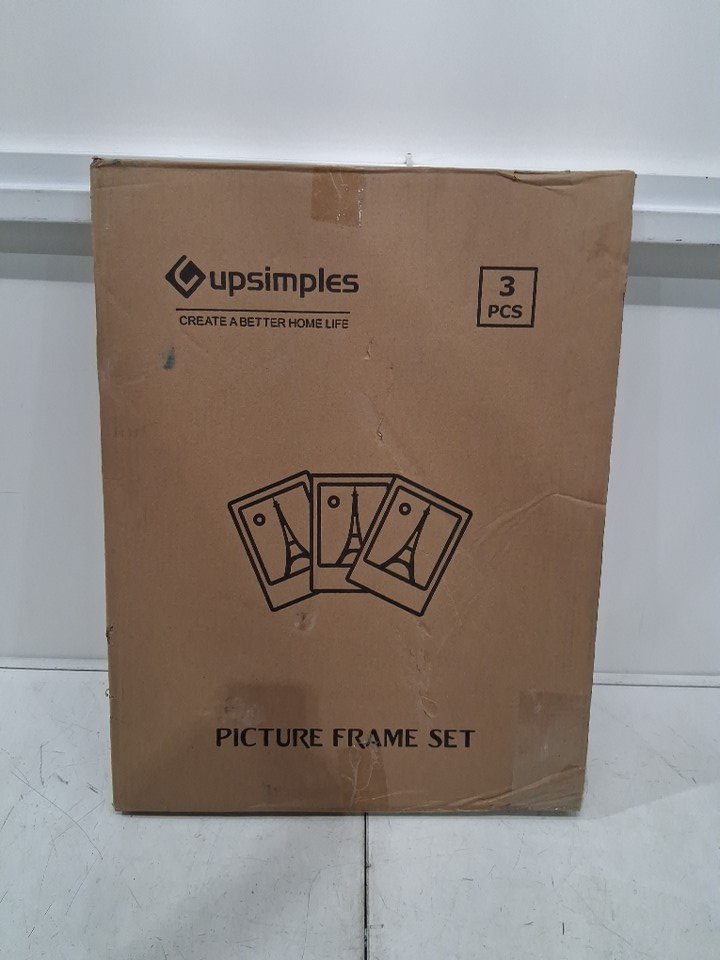 upsimples
CREATE A BETTER HOME LIFE
3
PCS
PICTURE FRAME SET